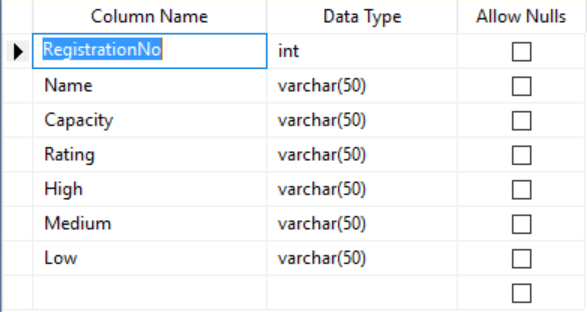 Column Name Data Type Allow Nulls
RegistrationNo int
Name varchar(50)
Capacity varchar(50)
Rating varchar(50)
High varchar(50)
Medium varchar(50)
Low varchar(50)